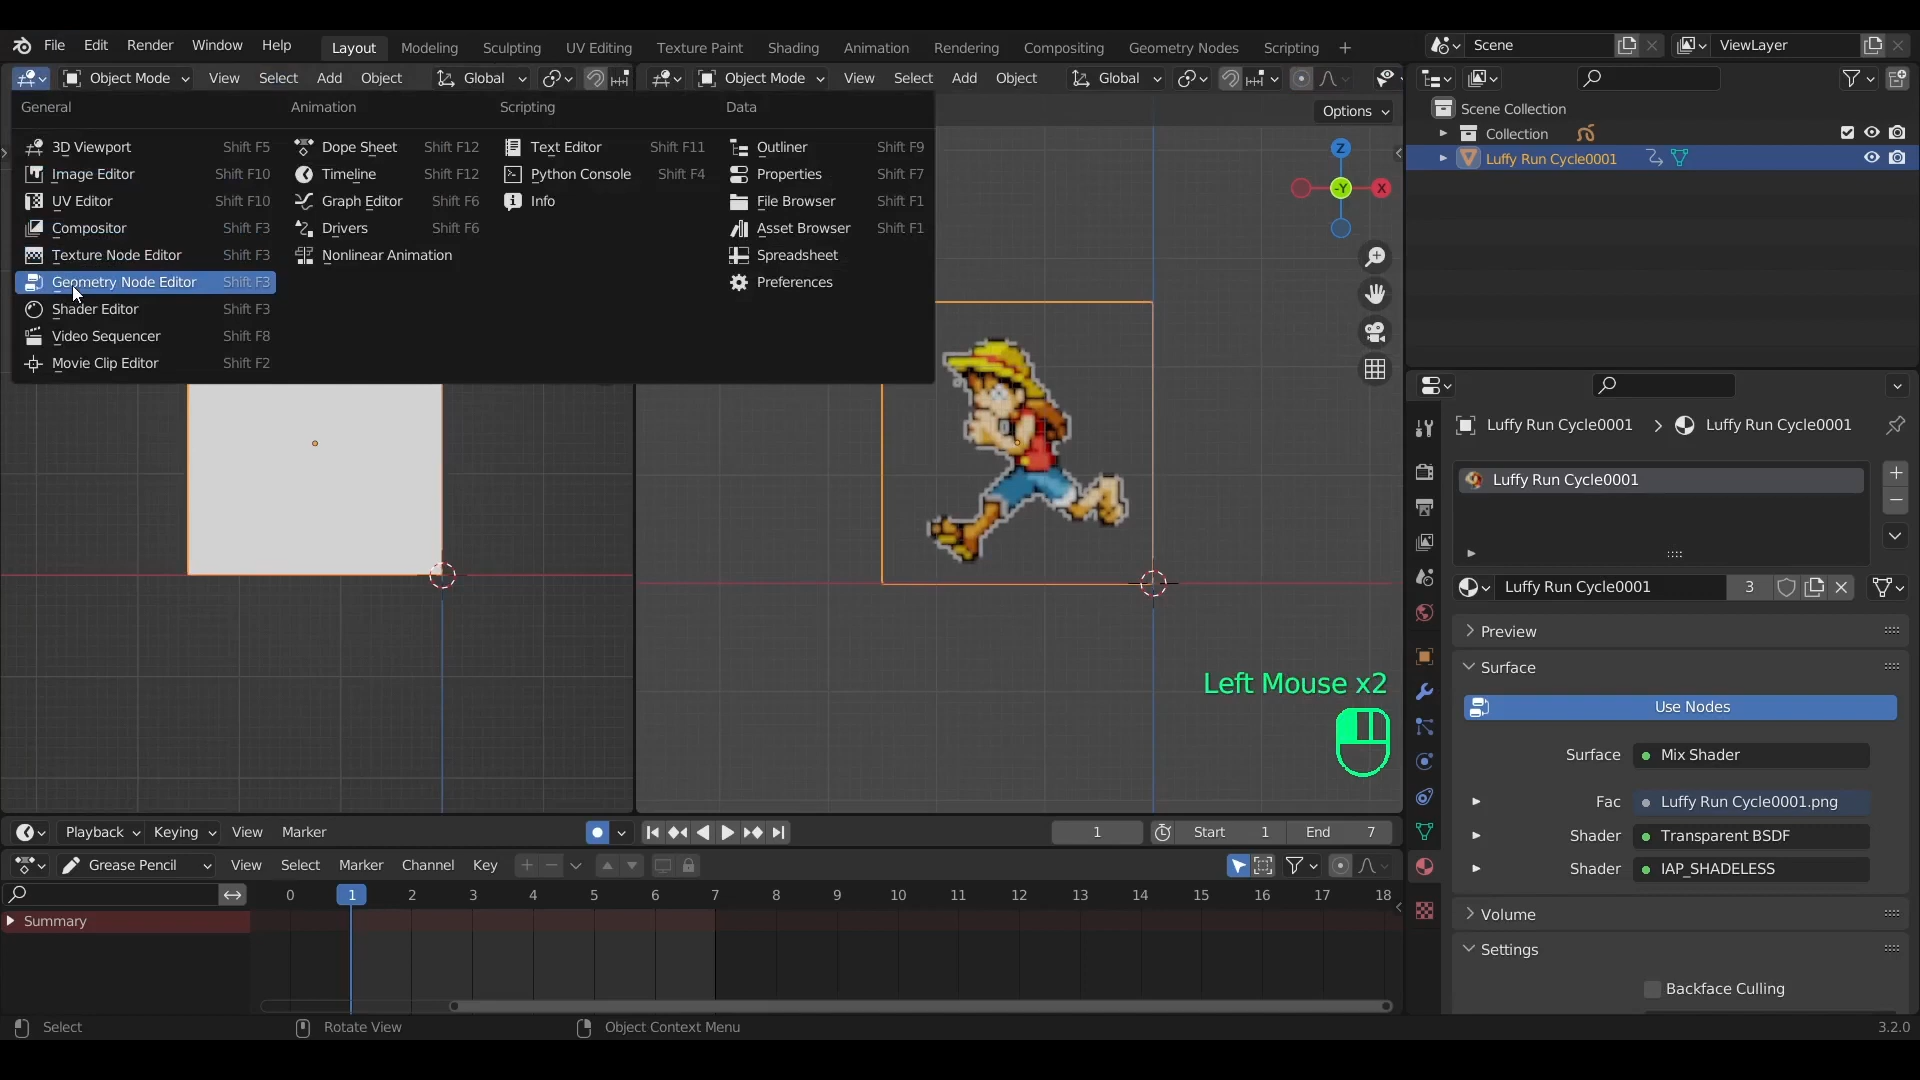 File Edit Render Window Help Layout Modeling Sculpting UV Editing Texture Paint Shading Animation Rendering Compositing Geometry Nodes Scripting + Scene ViewLayer
Object Mode View Select Add Object Global Object Mode View Select Add Object Global
General Animation Scripting Data Options
Scene Collection
Collection
Luffy Run Cycle0001
3D Viewport Shift F5 Dope Sheet Shift F12 Text Editor Shift F11 Outliner Shift F9
Image Editor Shift F10 Timeline Shift F12 Python Console Shift F4 Properties Shift F7
UV Editor Shift F10 Graph Editor Shift F6 Info File Browser Shift F1
Compositor Shift F3 Drivers Shift F6 Asset Browser Shift F1
Texture Node Editor Shift F3 Nonlinear Animation Spreadsheet
Geometry Node Editor Shift F3 Preferences
Shader Editor Shift F3
Video Sequencer Shift F8
Movie Clip Editor Shift F2
Z
-Y X
Luffy Run Cycle0001 > Luffy Run Cycle0001
Luffy Run Cycle0001
Luffy Run Cycle0001 3
Preview
Surface
Use Nodes
Surface Mix Shader
Fac Luffy Run Cycle0001.png
Shader Transparent BSDF
Shader IAP_SHADELESS
Volume
Settings
Backface Culling
Left Mouse x2
Playback Keying View Marker 1 Start 1 End 7
Grease Pencil View Select Marker Channel Key
0 1 2 3 4 5 6 7 8 9 10 11 12 13 14 15 16 17 18
Summary
Select Rotate View Object Context Menu 3.2.0